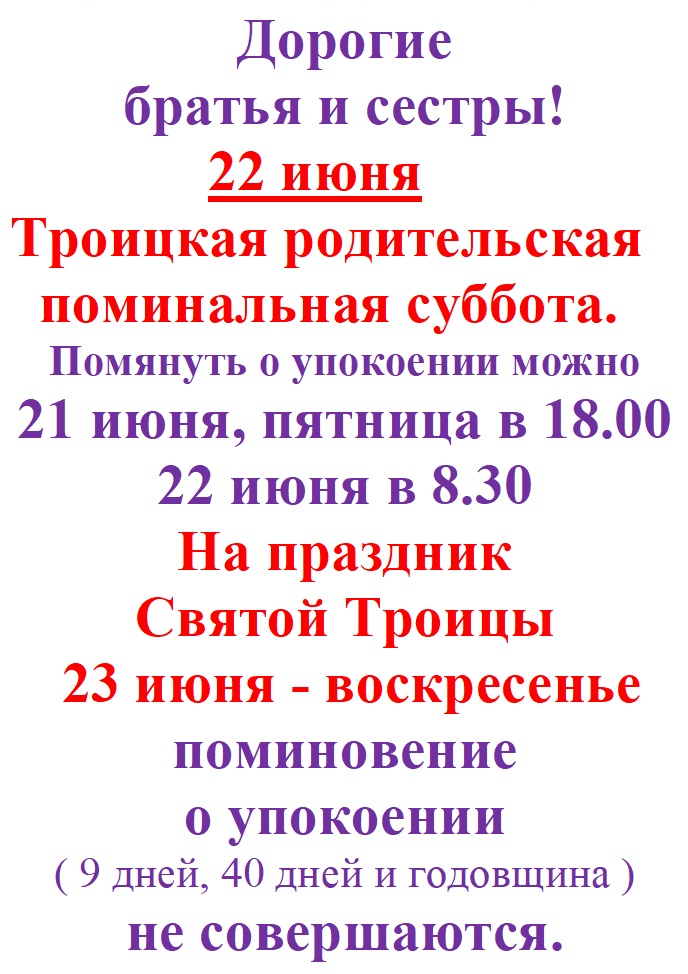 Дорогие
братья и сестры!
22 июня
Троицкая родительская
поминальная суббота.
Помянуть о упокоении можно
21 июня, пятница в 18.00
22 июня в 8.30
На праздник
Святой Троицы
23 июня - воскресенье
поминовение
о упокоении
( 9 дней, 40 дней и годовщина )
не совершаются.